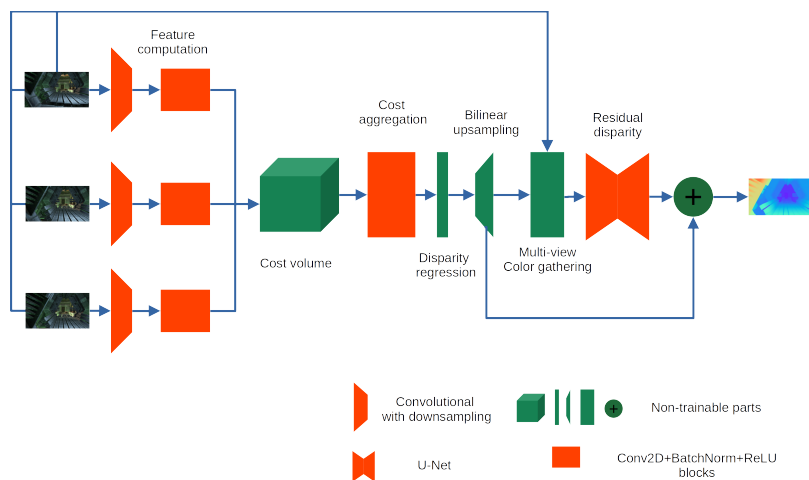 Feature
computation
Cost
aggregation
Bilinear
upsampling
Residual
disparity
Cost volume
Disparity
regression
Multi-view
Color gathering
Convolutional
with downsampling
Non-trainable parts
U-Net
Conv2D+BatchNorm+ReLU
blocks